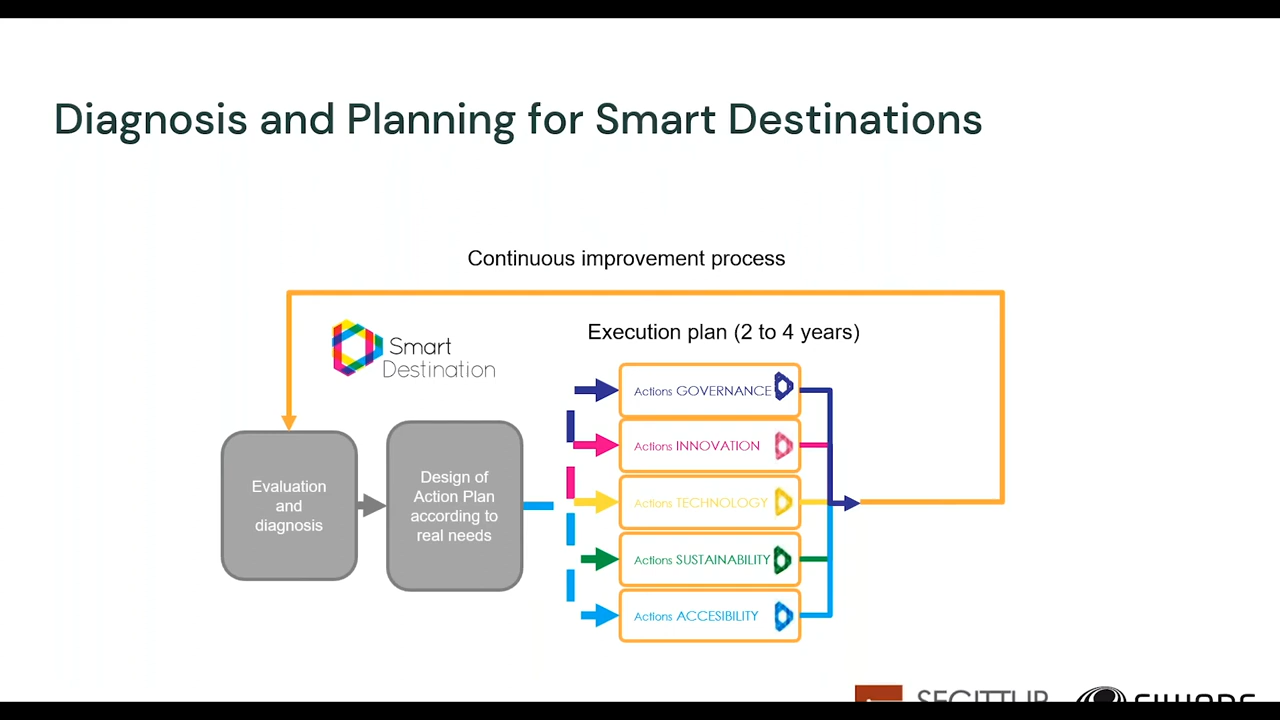 Diagnosis and Planning for Smart Destinations
Continuous improvement process
Smart
Destination
Execution plan (2 to 4 years)
Actions GOVERNANCE
Actions INNOVATION
Actions TECHNOLOGY
Actions SUSTAINABILITY
Actions ACCESIBILITY
Evaluation
and
diagnosis
Design of
Action Plan
according to
real needs